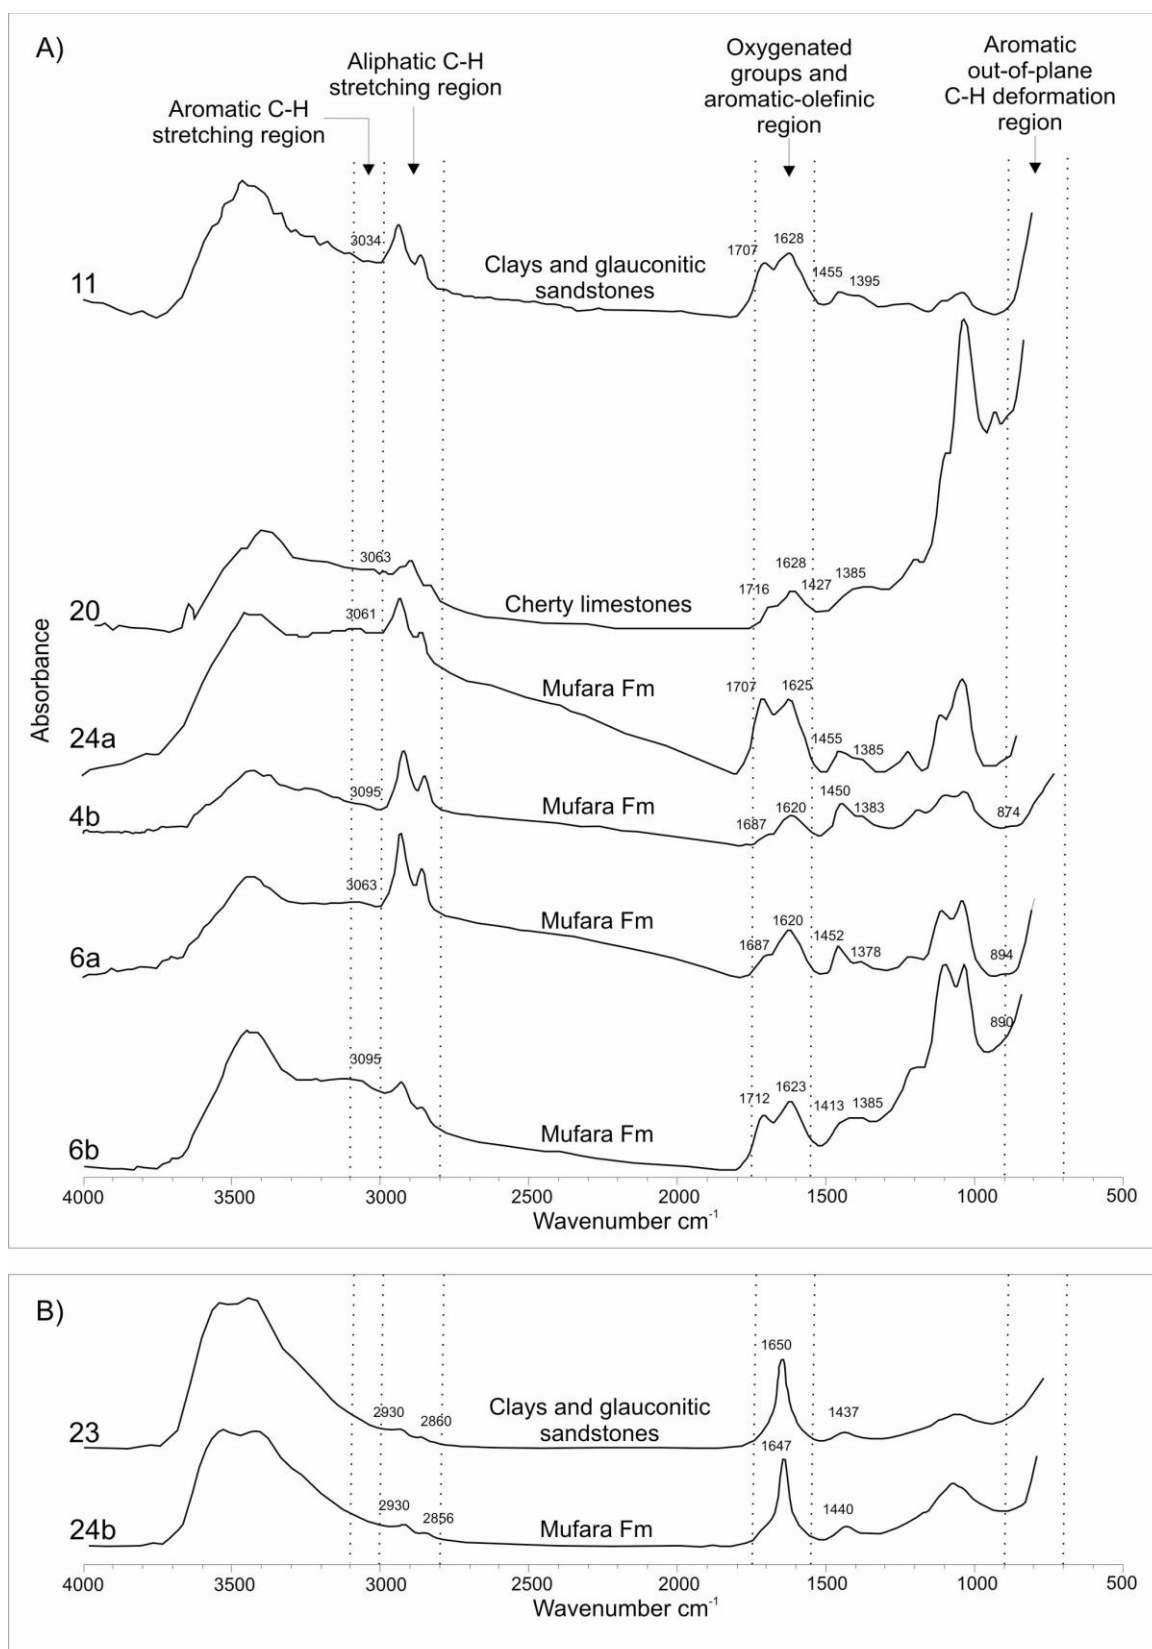 A)
Aromatic C-H
stretching region
Aliphatic C-H
stretching region
Oxygenated
groups and
aromatic-olefinic
region
Aromatic
out-of-plane
C-H deformation
region
11
3034
Clays and glauconitic
sandstones
1707
1628
1455
1395
20
3063
Cherty limestones
1716
1628
1427
1385
24a
3061
Mufara Fm
1707
1625
1455
1385
4b
3095
Mufara Fm
1687
1620
1450
1383
874
6a
3063
Mufara Fm
1687
1620
1452
1378
894
6b
3095
Mufara Fm
1712
1623
1413
1385
890
Absorbance
4000 3500 3000 2500 2000 1500 1000 500
Wavenumber cm-1
B)
23
2930
2860
Clays and glauconitic
sandstones
1650
1437
24b
2930
2856
Mufara Fm
1647
1440
4000 3500 3000 2500 2000 1500 1000 500
Wavenumber cm-1